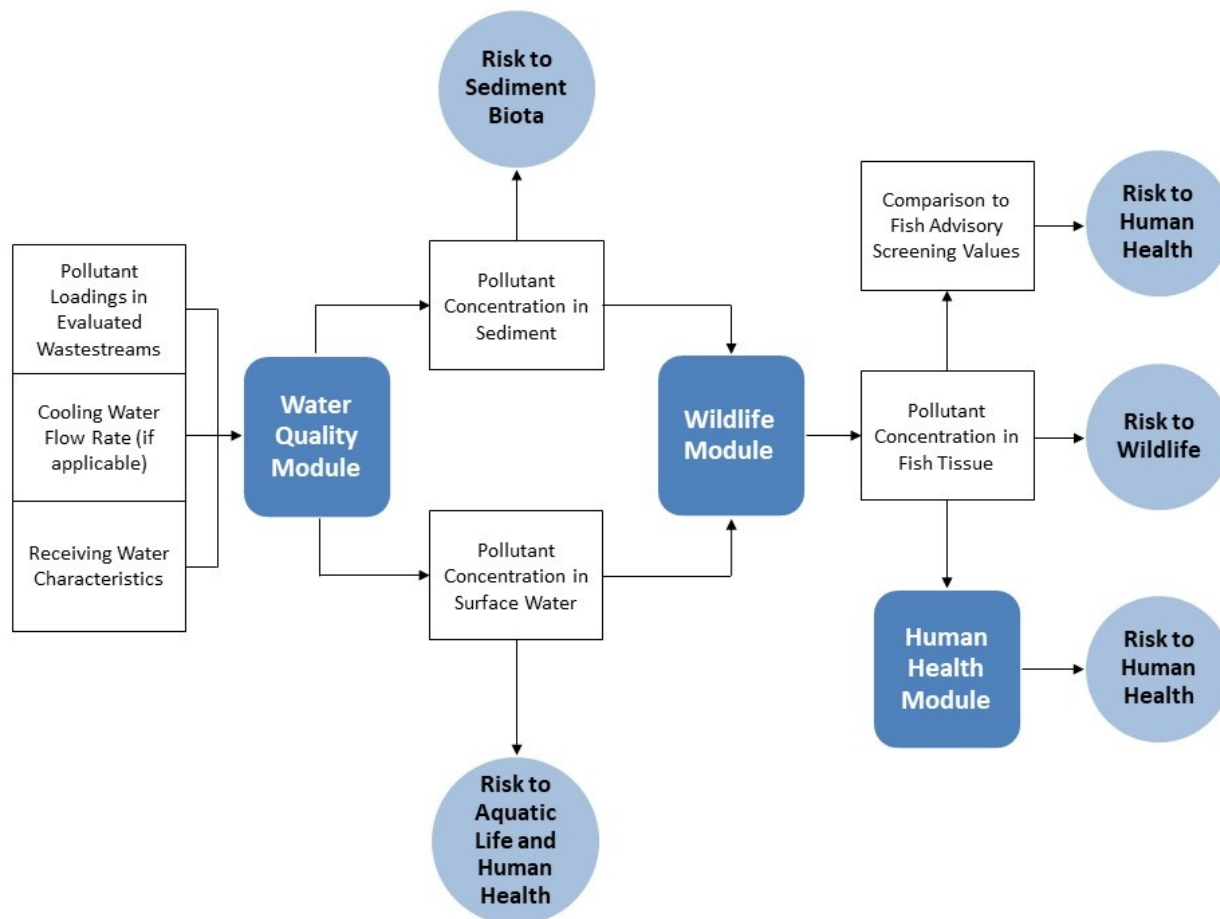 Risk to
Sediment
Biota
Pollutant
Loadings in
Evaluated
Wastestreams
Cooling Water
Flow Rate (if
applicable)
Receiving Water
Characteristics
Water
Quality
Module
Pollutant
Concentration in
Sediment
Pollutant
Concentration in
Surface Water
Risk to
Aquatic
Life and
Human
Health
Wildlife
Module
Comparison to
Fish Advisory
Screening Values
Risk to
Human
Health
Pollutant
Concentration in
Fish Tissue
Risk to
Wildlife
Human
Health
Module
Risk to
Human
Health